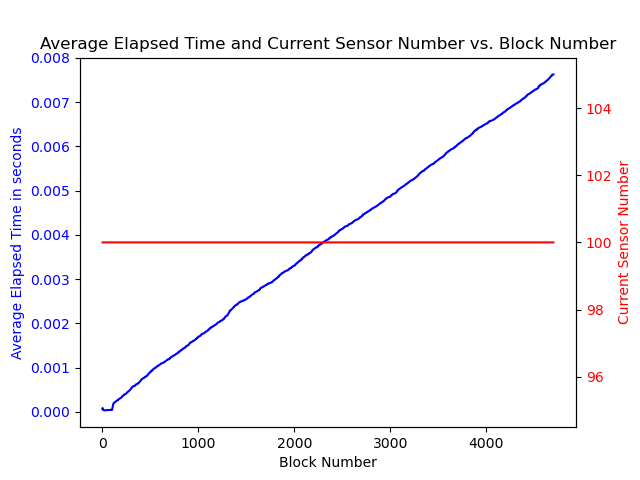 Average Elapsed Time and Current Sensor Number vs. Block Number
0.008
0.007
0.006
0.005
0.004
0.003
0.002
0.001
0.000
Average Elapsed Time in seconds
104
102
100
98
96
Current Sensor Number
0 1000 2000 3000 4000
Block Number